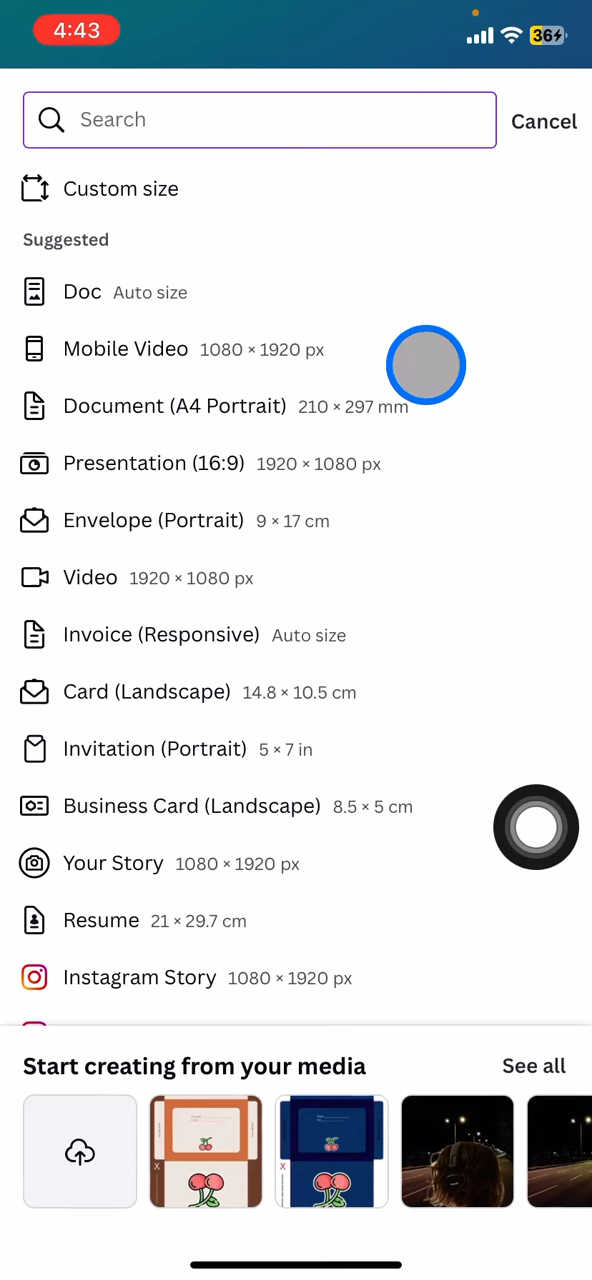 4:43
36
Search
Cancel
Custom size
Suggested
Doc Auto size
Mobile Video 1080 × 1920 px
Document (A4 Portrait) 210 × 297 mm
Presentation (16:9) 1920 × 1080 px
Envelope (Portrait) 9 × 17 cm
Video 1920 × 1080 px
Invoice (Responsive) Auto size
Card (Landscape) 14.8 × 10.5 cm
Invitation (Portrait) 5 × 7 in
Business Card (Landscape) 8.5 × 5 cm
Your Story 1080 × 1920 px
Resume 21 × 29.7 cm
Instagram Story 1080 × 1920 px
Start creating from your media
See all